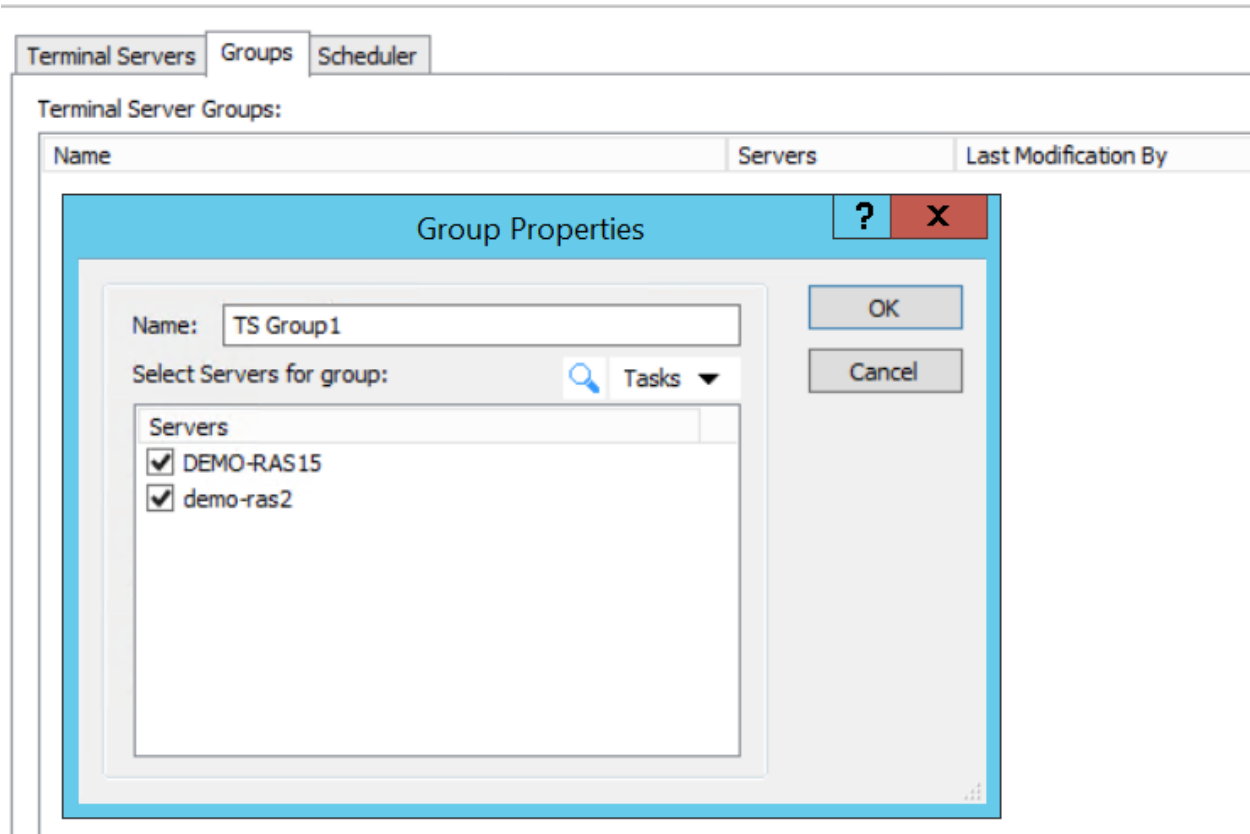 Terminal Servers Groups Scheduler
Terminal Server Groups:
Name Servers Last Modification By
Group Properties ? X
Name: TS Group1 OK
Select Servers for group: Tasks Cancel
Servers
DEMO-RAS15
demo-ras2